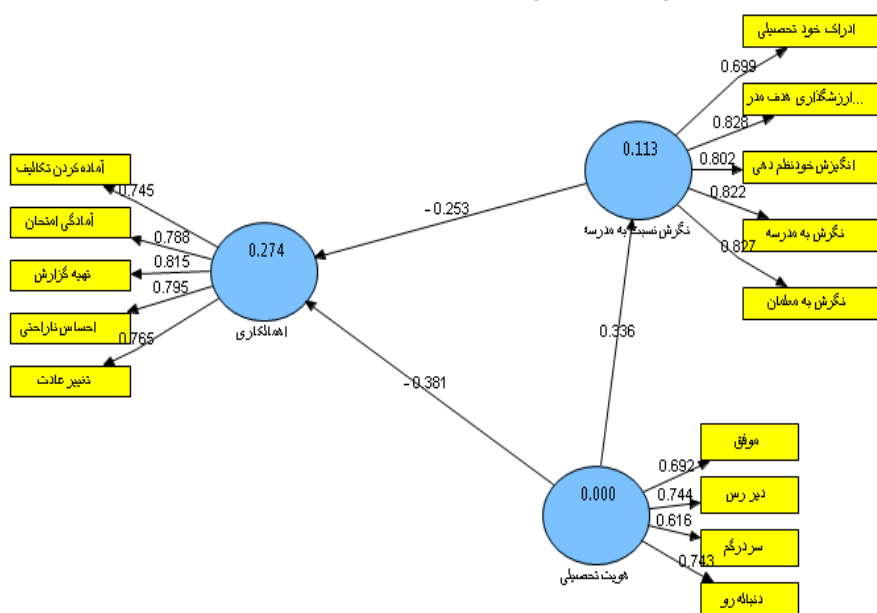 ادراک خود تحصیلی
0.699
ارزشگذاری هدف مدر...
0.828
0.113
0.802
انگیزش خودنظم دهی
0.822
نگرش به مدرسه
0.827
نگرش به معلمان
نگرش نسبت به مدرسه
آماده کردن تکالیف
0.745
آمادگی امتحان
0.788
0.274
تهیه گزارش
0.815
احساس ناراحتی
0.795
تغییر عادت
0.765
اهمالکاری
-0.253
0.336
-0.381
موفق
0.692
0.000
دیر رس
0.744
0.616
سردرگم
0.743
دنباله رو
هویت تحصیلی